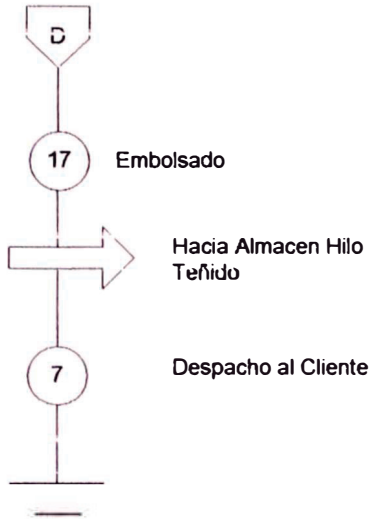 D
17 Embolsado
Hacia Almacen Hilo
Teñido
7 Despacho al Cliente